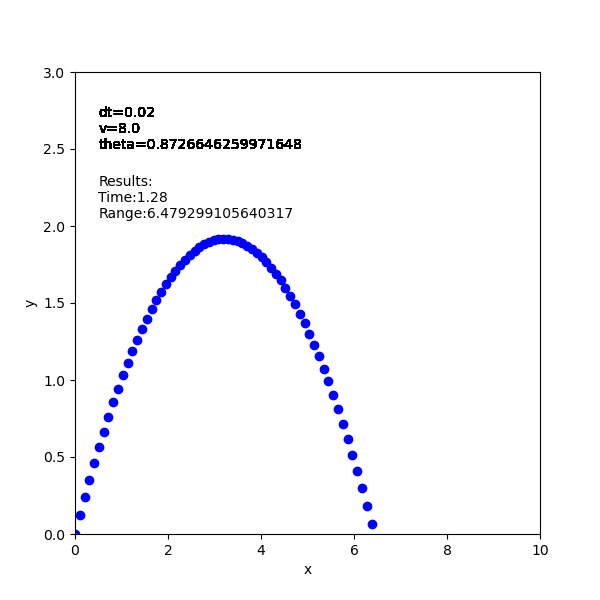 3.0
dt=0.02
v=8.0
theta=0.8726646259971648
2.5
Results:
Time:1.28
Range:6.479299105640317
2.0
y
1.5
1.0
0.5
0.0
0 2 4 6 8 10
x